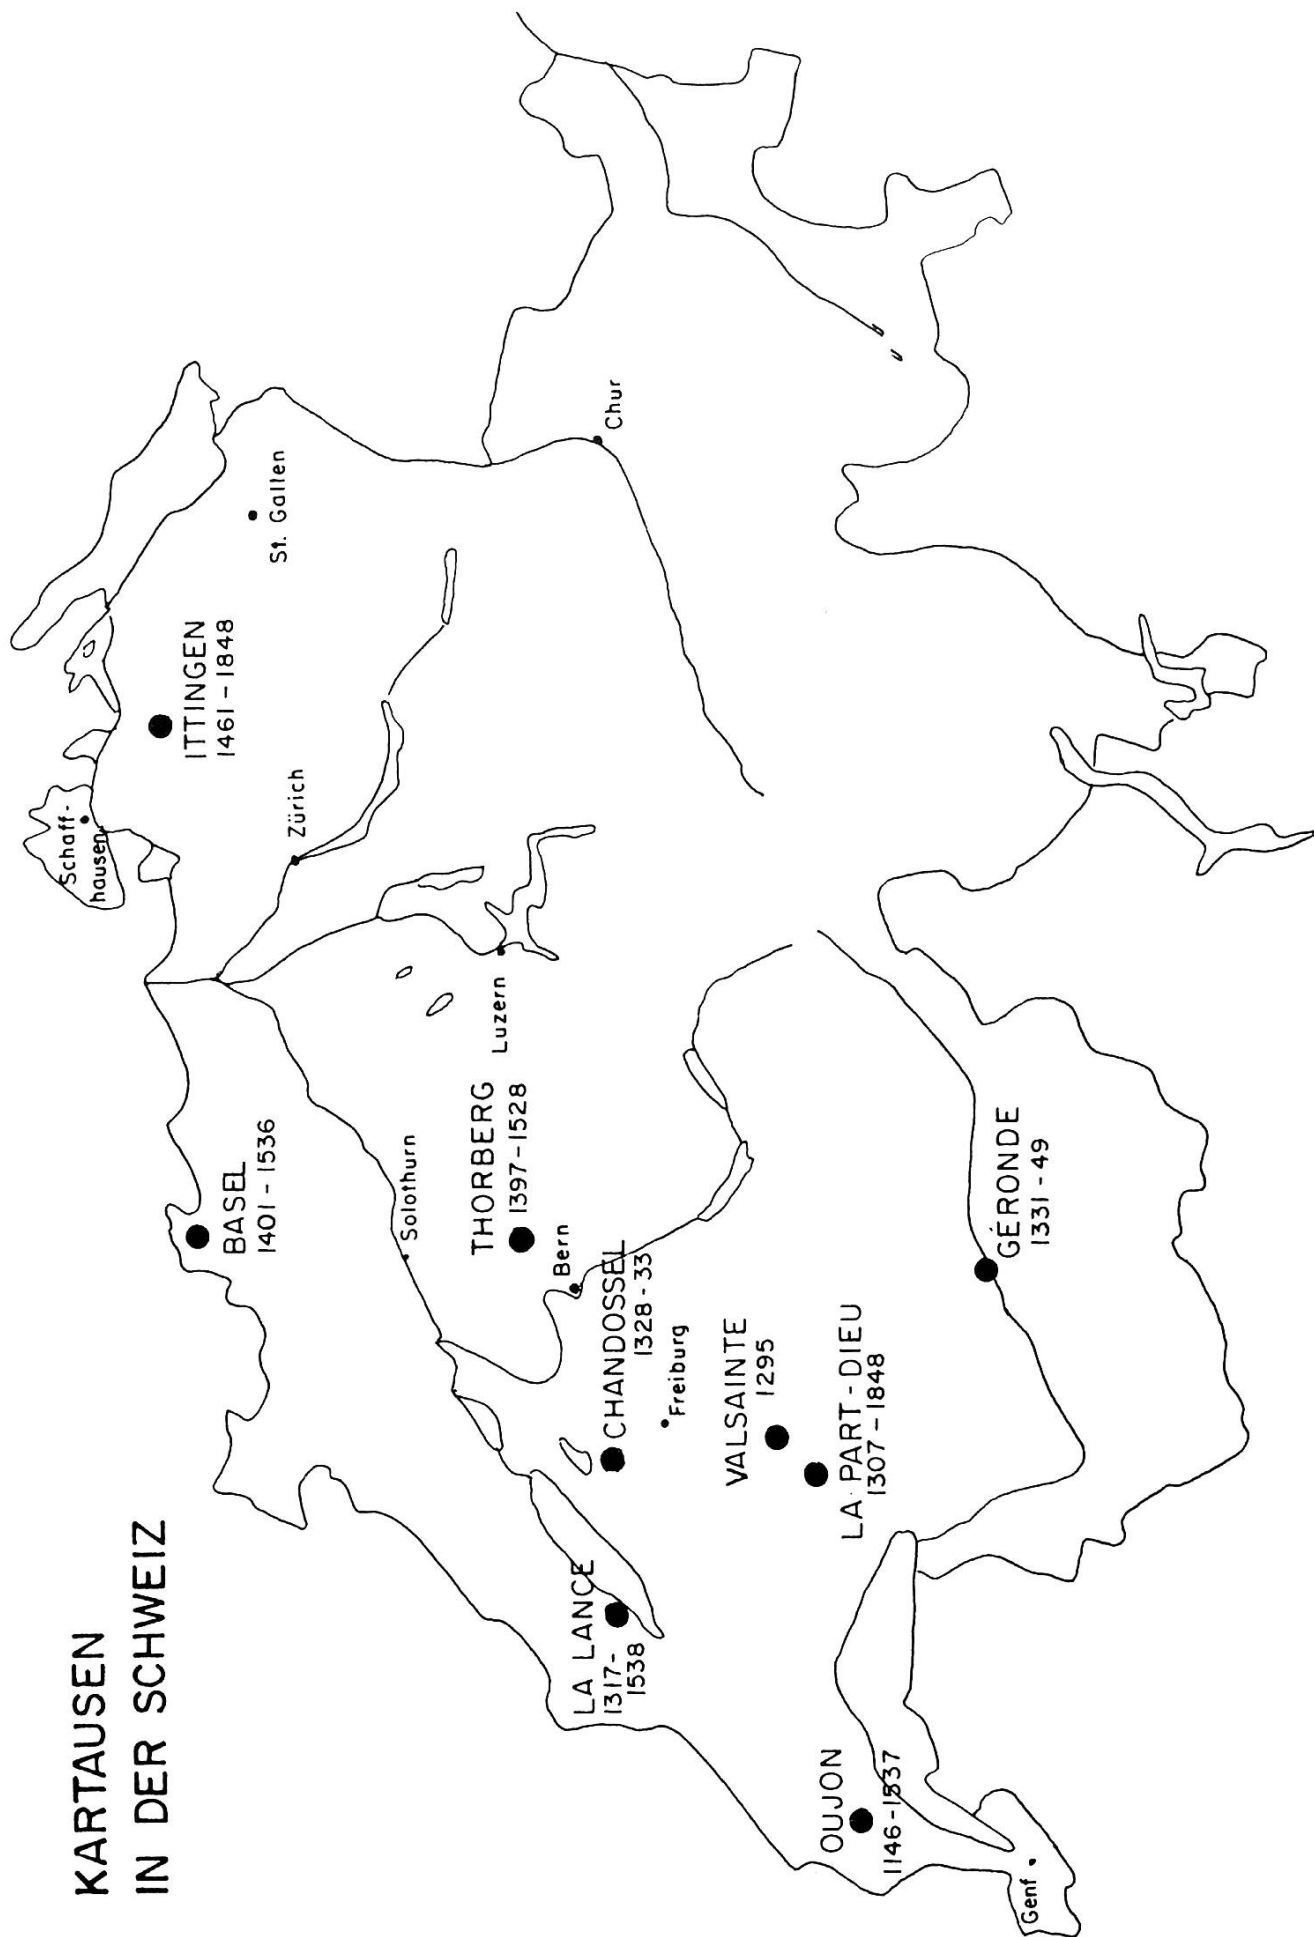 KARTAUSEN
IN DER SCHWEIZ
Schaff-
hausen
ITTINGEN
1461-1848
St. Gallen
BASEL
1401-1536
Zürich
Solothurn
Luzern
THORBERG
1397-1528
Chur
Bern
CHANDOSSEL
1328-33
LA LANCE
1317-
1538
Freiburg
VALSAINTE
1295
LA PART-DIEU
1307-1848
GÉRONDE
1331-49
OUJON
1146-1537
Genf